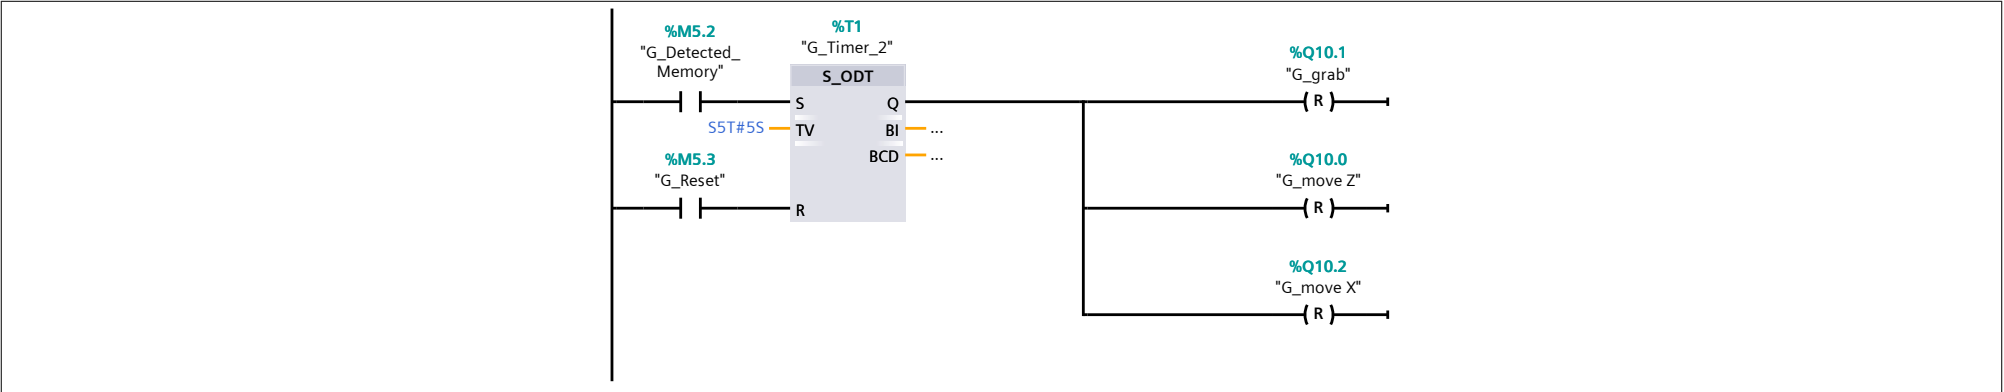 %M5.2
"G_Detected_
Memory"
%T1
"G_Timer_2"
S_ODT
S
Q
S5T#5S
TV
BI
...
BCD
...
%M5.3
"G_Reset"
R
%Q10.1
"G_grab"
R
%Q10.0
"G_move Z"
R
%Q10.2
"G_move X"
R